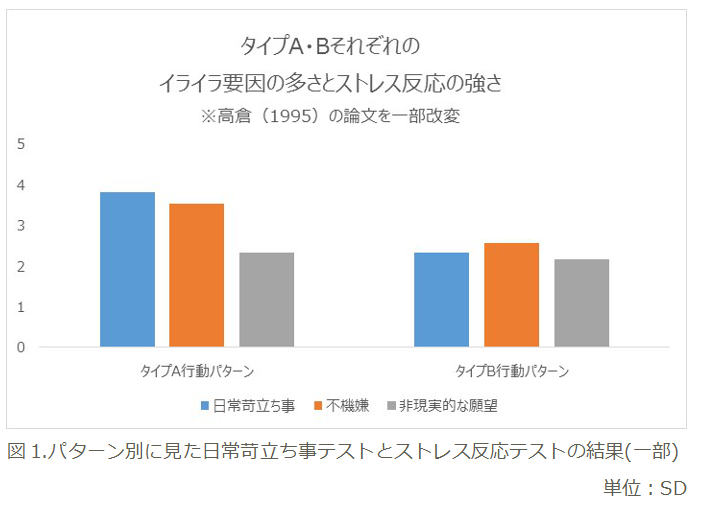 タイプA・Bそれぞれの
イライラ要因の多さとストレス反応の強さ
※高倉（1995）の論文を一部改変
5
4
3
2
1
0
タイプA行動パターン タイプB行動パターン
日常苛立ち事 不機嫌 非現実的な願望
図1.パターン別に見た日常苛立ち事テストとストレス反応テストの結果(一部)
単位：SD